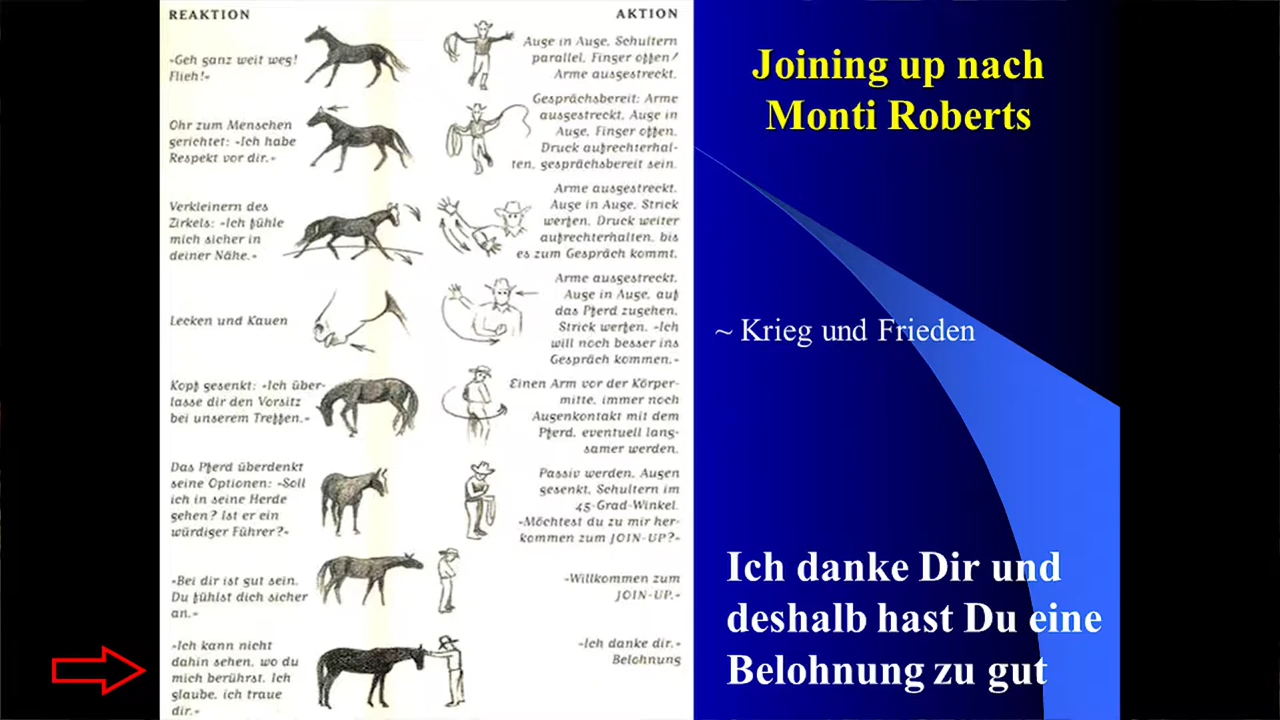 REAKTION
AKTION
«Geh ganz weit weg!
Flieh!»
Auge in Auge, Schultern
parallel, Finger offen/
Arme ausgestreckt.
Ohr zum Menschen
gerichtet: «Ich habe
Respekt vor dir.»
Gesprächsbereit: Arme
ausgestreckt, Auge in
Auge, Finger offen,
Druck aufrechterhal-
ten, gesprächsbereit sein.
Verkleinern des
Zirkels: «Ich fühle
mich sicher in
deiner Nähe.»
Arme ausgestreckt,
Auge in Auge, Strick
werfen, Druck weiter
aufrechterhalten, bis
es zum Gespräch kommt.
Lecken und Kauen
Arme ausgestreckt,
Auge in Auge, auf
das Pferd zugehen,
Strick werfen. «Ich
will noch besser ins
Gespräch kommen.»
Kopf gesenkt: «Ich über-
lasse dir den Vorsitz
bei unserem Treffen.»
Einen Arm vor der Körper-
mitte, immer noch
Augenkontakt mit dem
Pferd, eventuell lang-
samer werden.
Das Pferd überdenkt
seine Optionen: «Soll
ich in seine Herde
gehen? Ist er ein
würdiger Führer?»
Passiv werden, Augen
gesenkt, Schultern im
45-Grad-Winkel.
«Möchtest du zu mir her-
kommen zum JOIN-UP?»
«Bei dir ist gut sein.
Du fühlst dich sicher
an.»
«Willkommen zum
JOIN-UP.»
«Ich kann nicht
dahin sehen, wo du
mich berührst. Ich
glaube, ich traue
dir.»
«Ich danke dir.»
Belohnung
Joining up nach
Monti Roberts
~ Krieg und Frieden
Ich danke Dir und
deshalb hast Du eine
Belohnung zu gut